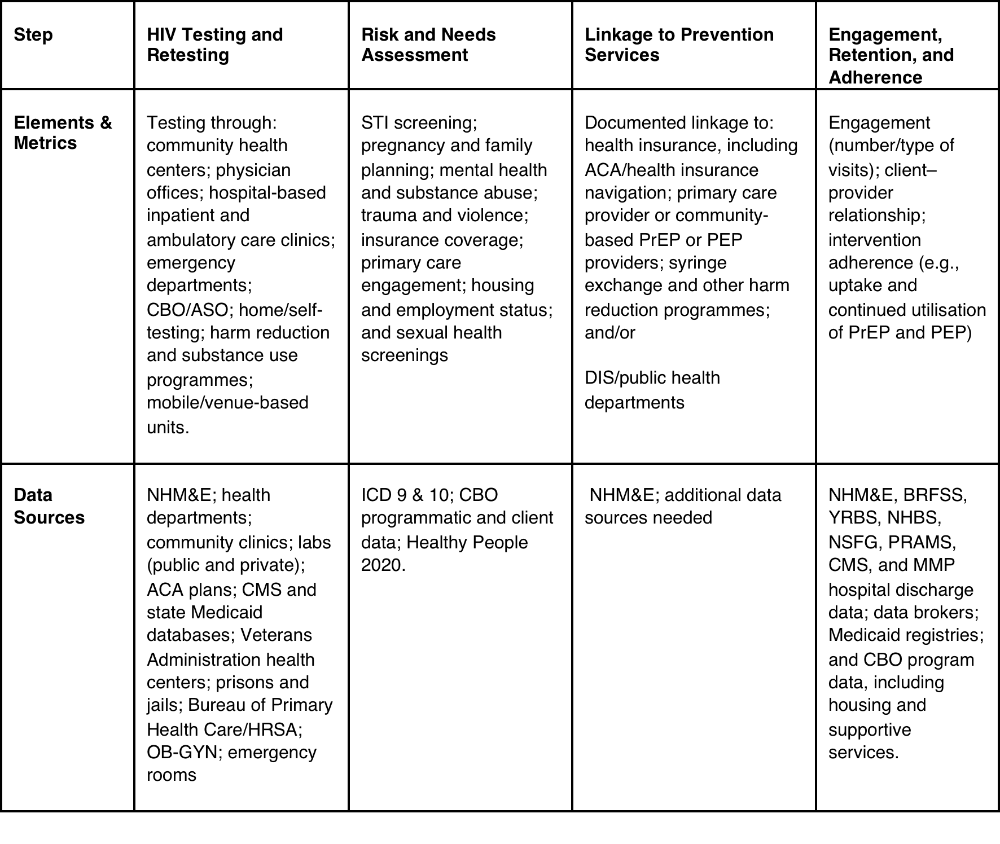 Step
HIV Testing and
Retesting
Risk and Needs
Assessment
Linkage to Prevention
Services
Engagement,
Retention, and
Adherence
Elements &
Metrics
Testing through:
community health
centers; physician
offices; hospital-based
inpatient and
ambulatory care clinics;
emergency
departments;
CBO/ASO; home/self-
testing; harm reduction
and substance use
programmes;
mobile/venue-based
units.
STI screening;
pregnancy and family
planning; mental health
and substance abuse;
trauma and violence;
insurance coverage;
primary care
engagement; housing
and employment status;
and sexual health
screenings
Documented linkage to:
health insurance, including
ACA/health insurance
navigation; primary care
provider or community-
based PrEP or PEP
providers; syringe
exchange and other harm
reduction programmes;
and/or
DIS/public health
departments
Engagement
(number/type of
visits); client–
provider
relationship;
intervention
adherence (e.g.,
uptake and
continued utilisation
of PrEP and PEP)
Data
Sources
NHM&E; health
departments;
community clinics; labs
(public and private);
ACA plans; CMS and
state Medicaid
databases; Veterans
Administration health
centers; prisons and
jails; Bureau of Primary
Health Care/HRSA;
OB-GYN; emergency
rooms
ICD 9 & 10; CBO
programmatic and client
data; Healthy People
2020.
NHM&E; additional data
sources needed
NHM&E, BRFSS,
YRBS, NHBS,
NSFG, PRAMS,
CMS, and MMP
hospital discharge
data; data brokers;
Medicaid registries;
and CBO program
data, including
housing and
supportive
services.